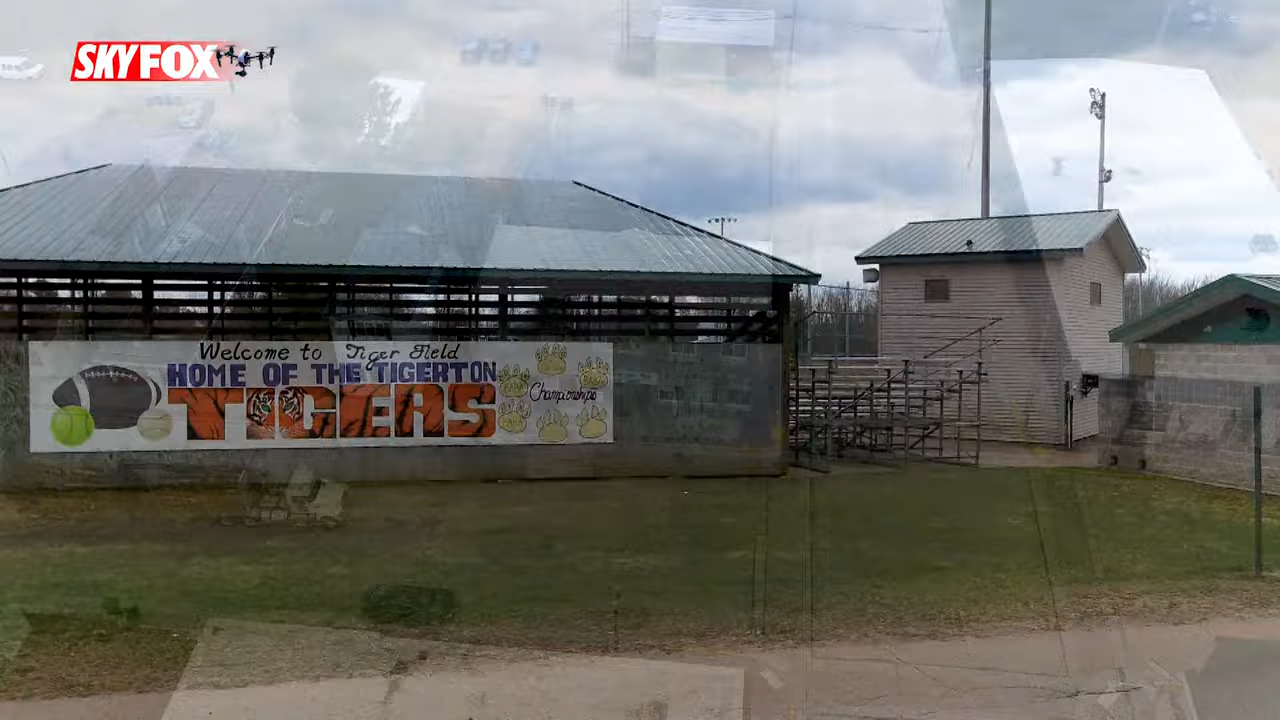 SKYFOX
Welcome to Tiger Field
HOME OF THE TIGERTON
TIGERS
Championships